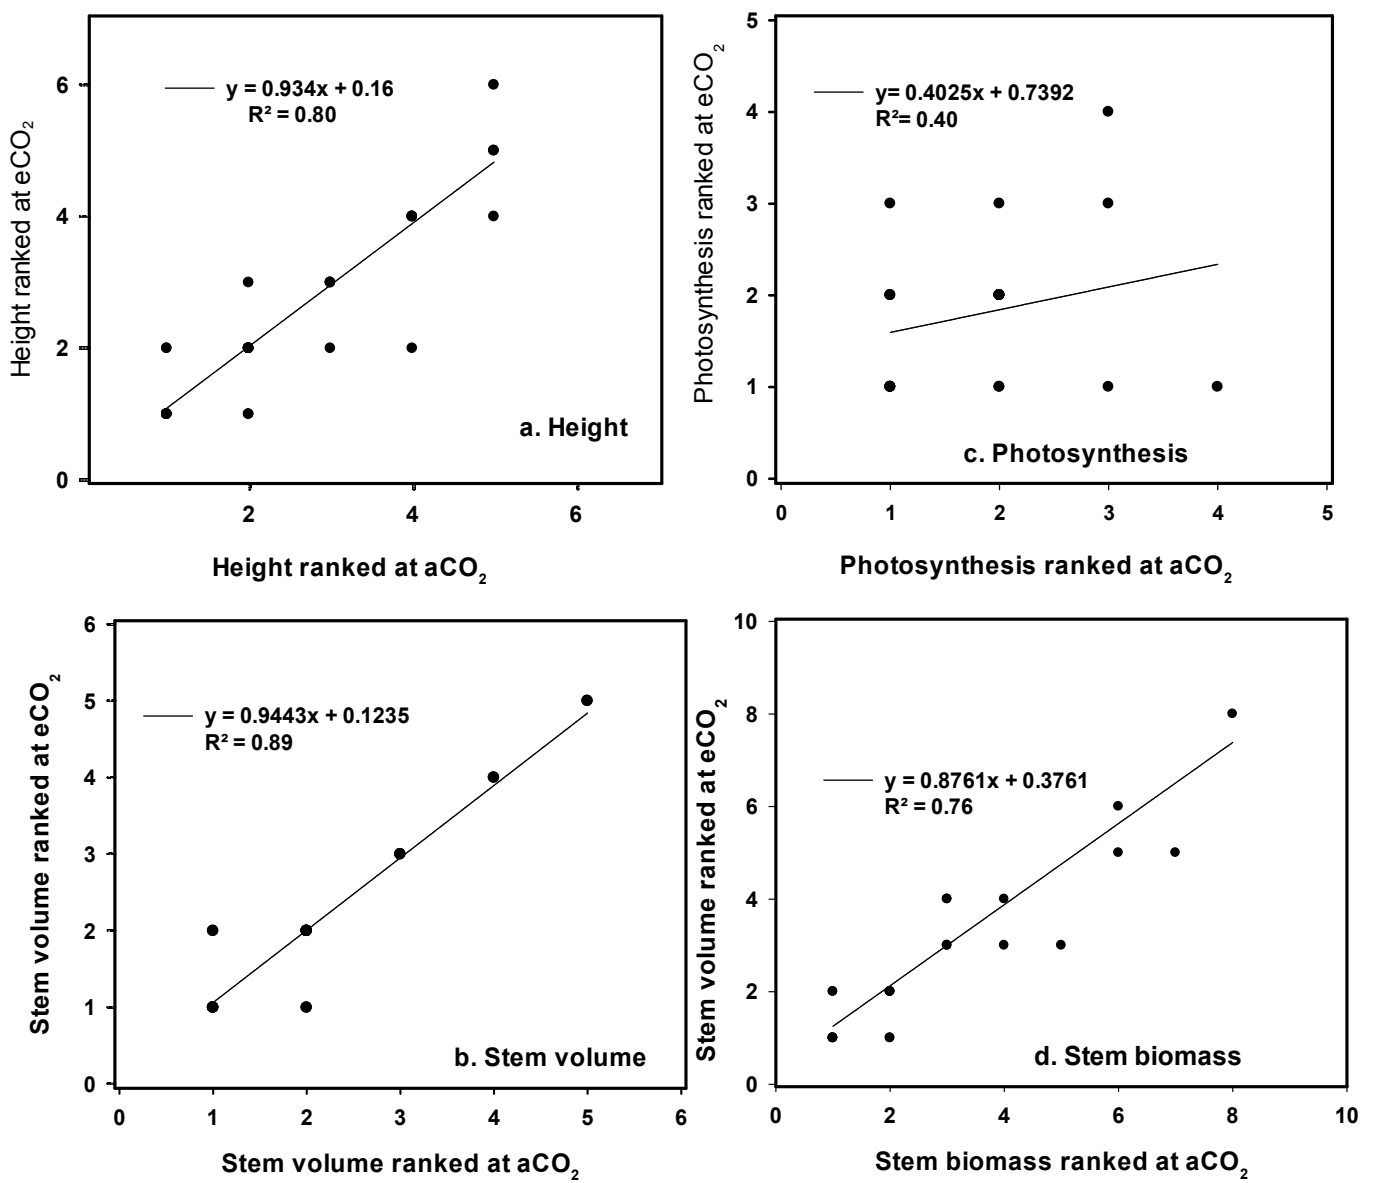 Height ranked at eCO₂
6
4
2
1
0
y = 0.934x + 0.16
R² = 0.80
a. Height
2 4 6
Height ranked at aCO₂
Photosynthesis ranked at eCO₂
5
4
3
2
1
0
y= 0.4025x + 0.7392
R²= 0.40
c. Photosynthesis
0 1 2 3 4 5
Photosynthesis ranked at aCO₂
Stem volume ranked at eCO₂
6
5
4
3
2
1
0
y = 0.9443x + 0.1235
R² = 0.89
b. Stem volume
0 1 2 3 4 5 6
Stem volume ranked at aCO₂
Stem volume ranked at eCO₂
10
8
6
4
2
0
y = 0.8761x + 0.3761
R² = 0.76
d. Stem biomass
0 2 4 6 8 10
Stem biomass ranked at aCO₂